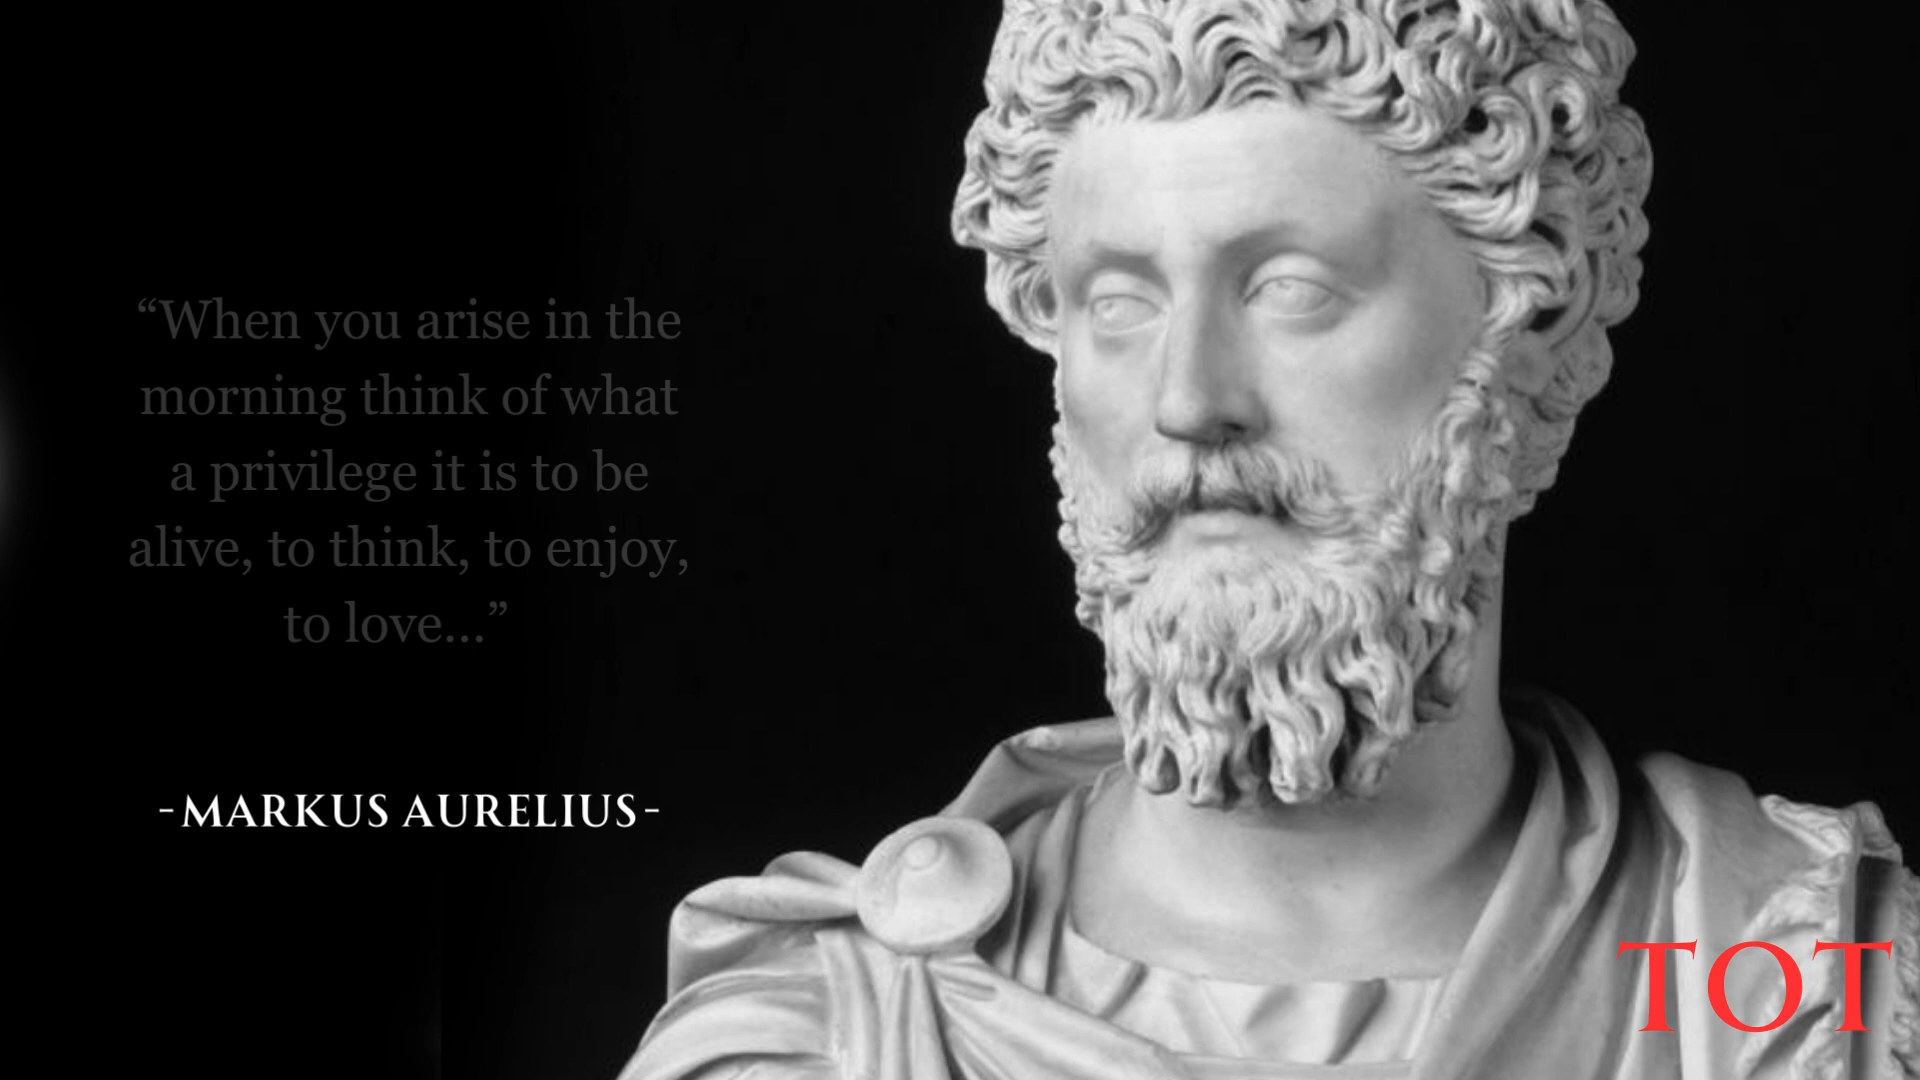 “When you arise in the
morning think of what
a privilege it is to be
alive, to think, to enjoy,
to love...”
-MARKUS AURELIUS-
TOT